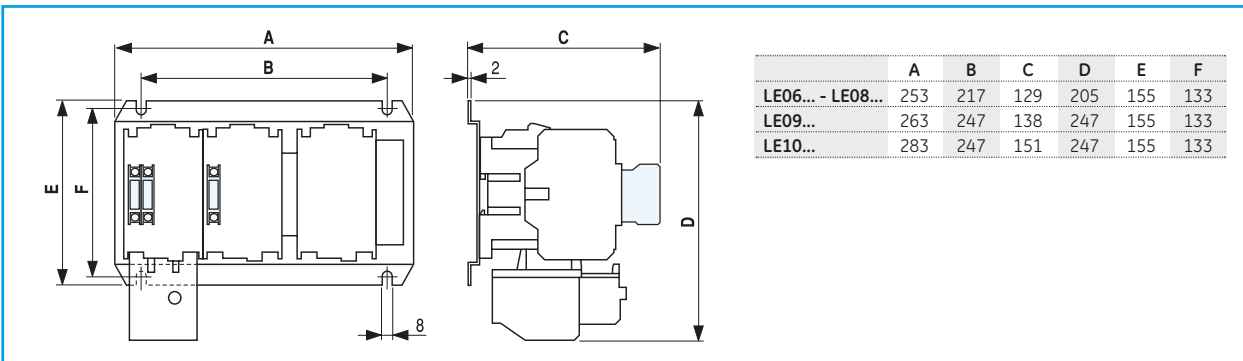 A
B
C
2
E
F
D
8
A B C D E F
LE06... - LE08... 253 217 129 205 155 133
LE09... 263 247 138 247 155 133
LE10... 283 247 151 247 155 133